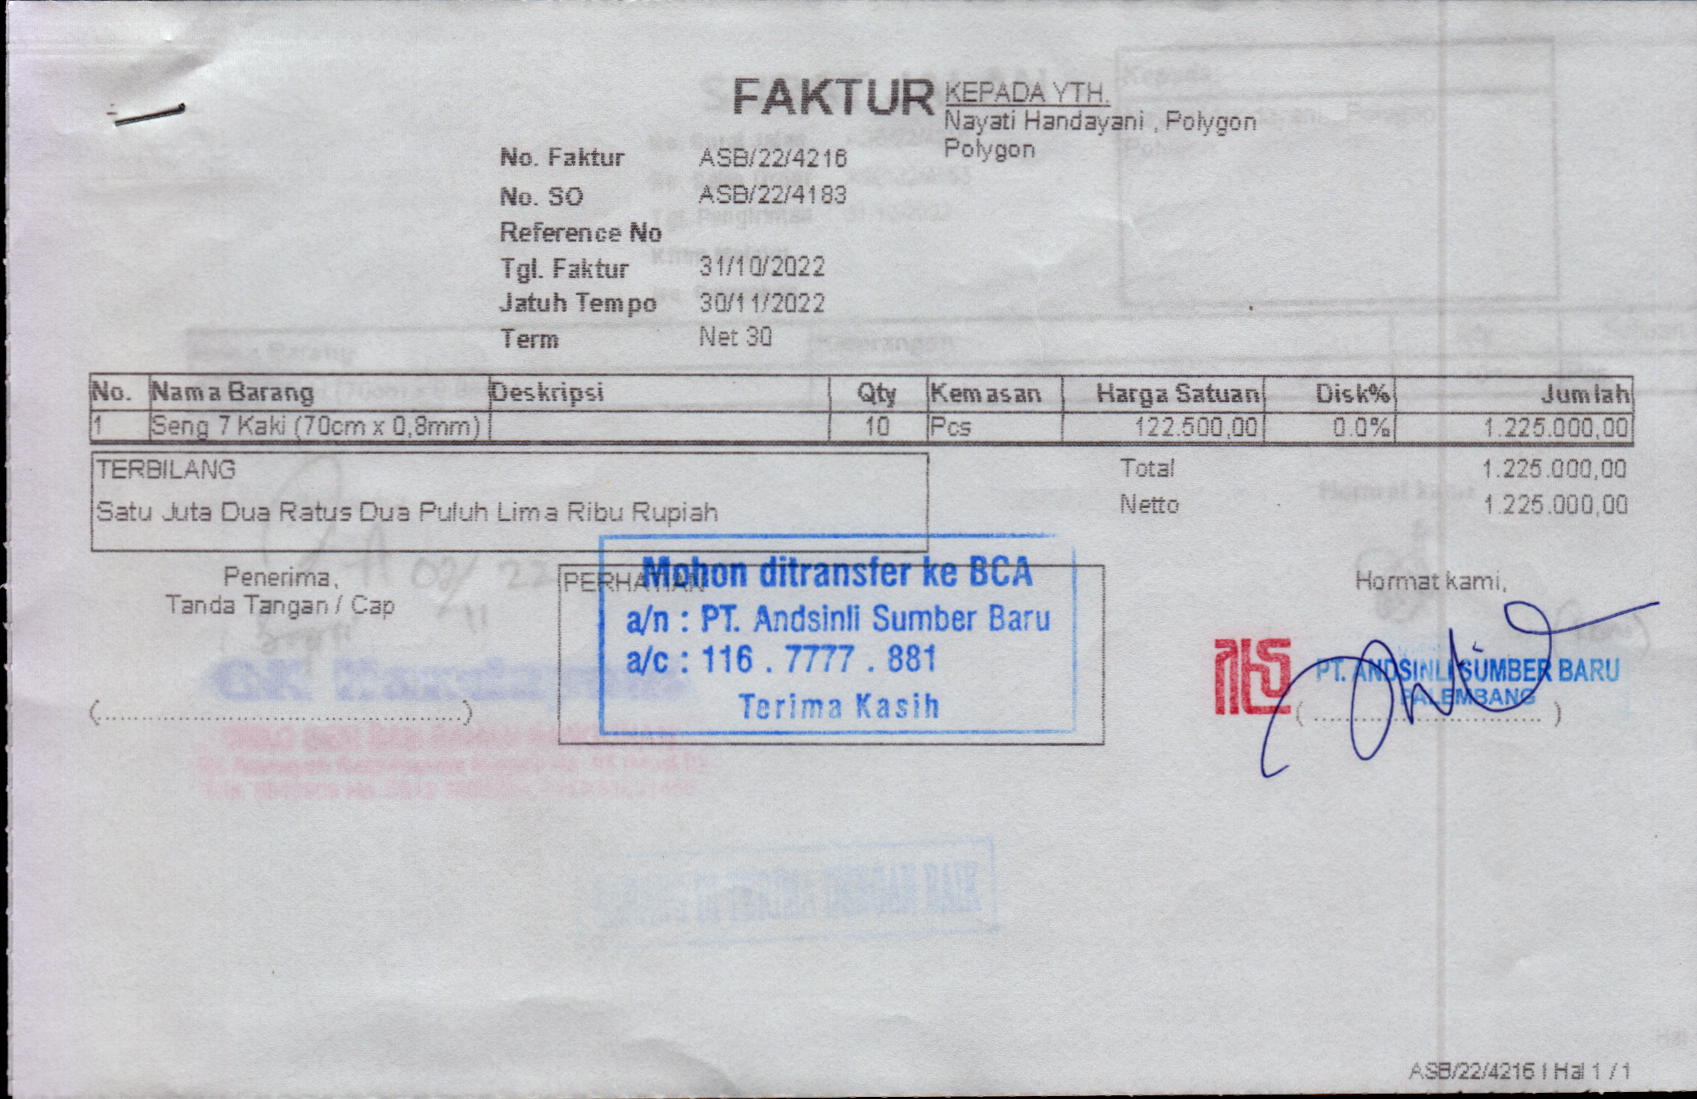 FAKTUR
KEPADA YTH.
Nayati Handayani , Polygon
Polygon
No. Faktur ASB/22/4216
No. SO ASB/22/4183
Reference No
Tgl. Faktur 31/10/2022
Jatuh Tempo 30/11/2022
Term Net 30
No. Nama Barang Deskripsi Qty Kemasan Harga Satuan Disk% Jumlah
1 Seng 7 Kaki (70cm x 0,8mm) 10 Pcs 122.500,00 0.0% 1.225.000,00
TERBILANG
Satu Juta Dua Ratus Dua Puluh Lima Ribu Rupiah
Total 1.225.000,00
Netto 1.225.000,00
Penerima,
Tanda Tangan / Cap
(..............................................)
PERHATIAN
Mohon ditransfer ke BCA
a/n : PT. Andsinli Sumber Baru
a/c : 116 . 7777 . 881
Terima Kasih
Hormat kami,
PT. ANDSINLI SUMBER BARU
PALEMBANG
( .............................. )
ASB/22/4216 | Hal 1 / 1